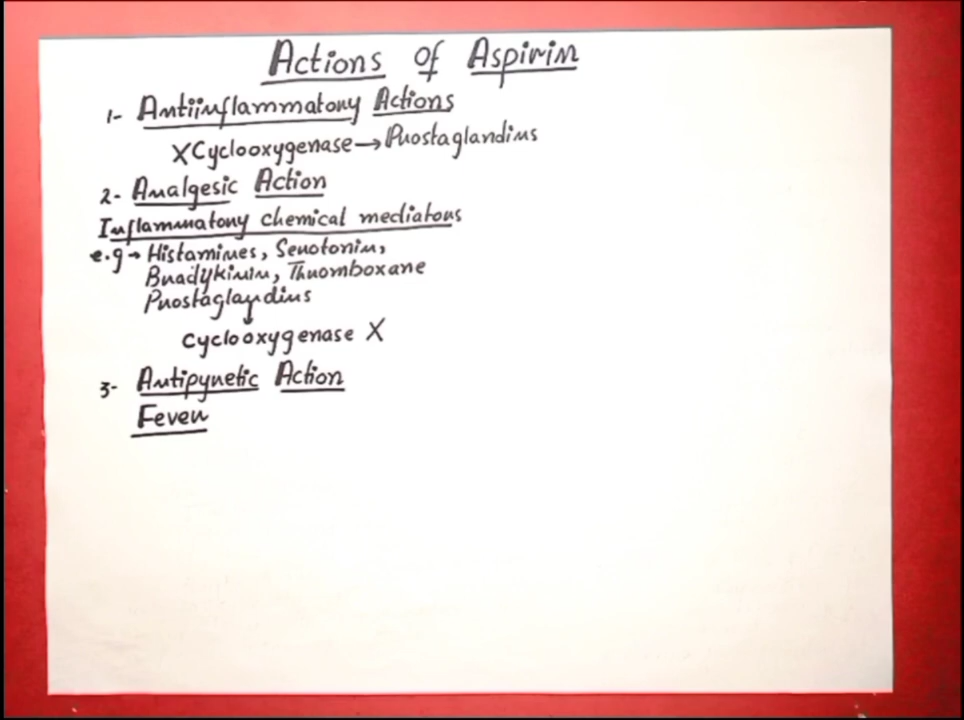 Actions of Aspirin
1- Antiinflammatory Actions
XCyclooxygenase→Prostaglandins
2- Analgesic Action
Inflammatory chemical mediators
e.g→ Histamines, Serotonin,
Bradykinin, Thromboxane
Prostaglandins
cyclooxygenase X
3- Antipyretic Action
Fever